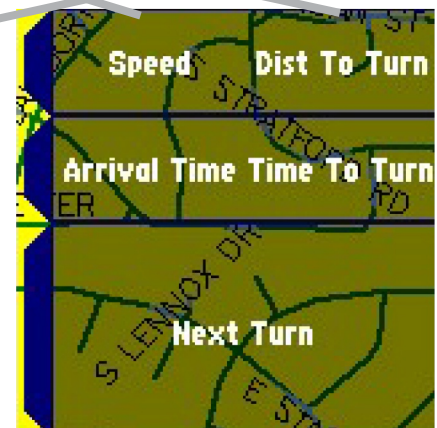 Speed Dist To Turn
S STRATFORD RD
Arrival Time Time To Turn
ER
S LENNOX DR
Next Turn
E